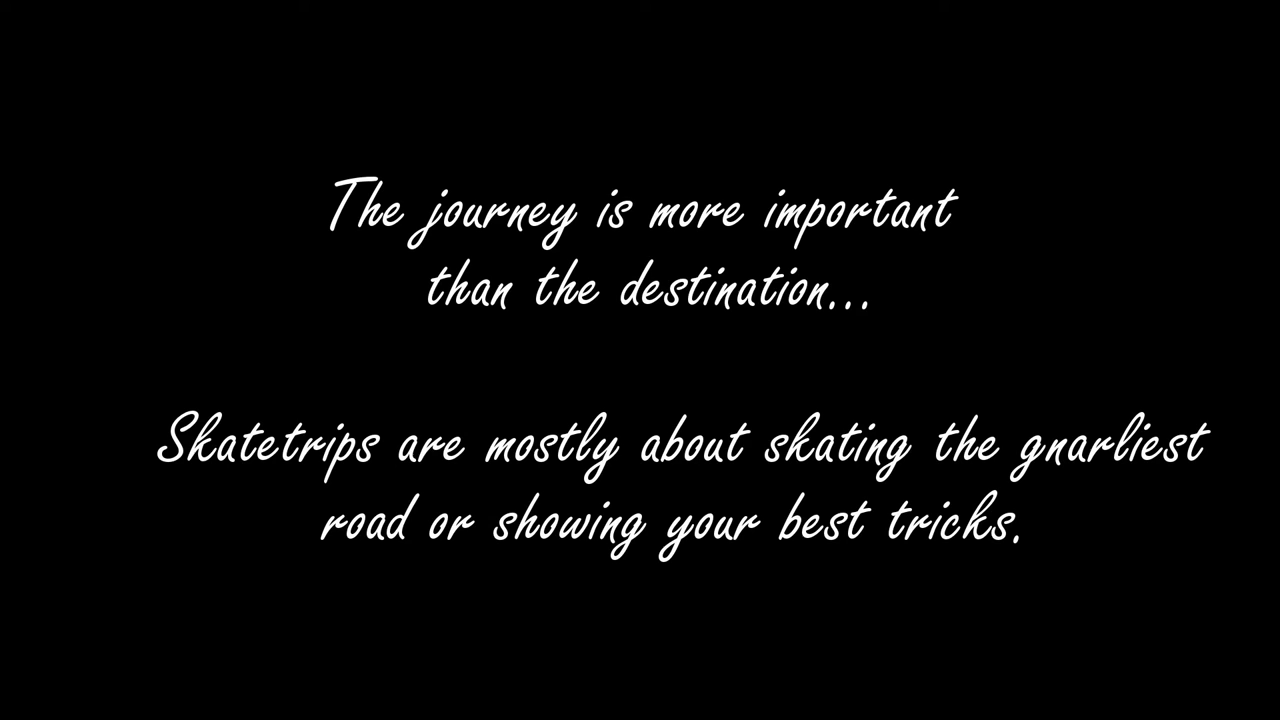 The journey is more important
than the destination...
Skatetrips are mostly about skating the gnarliest
road or showing your best tricks.